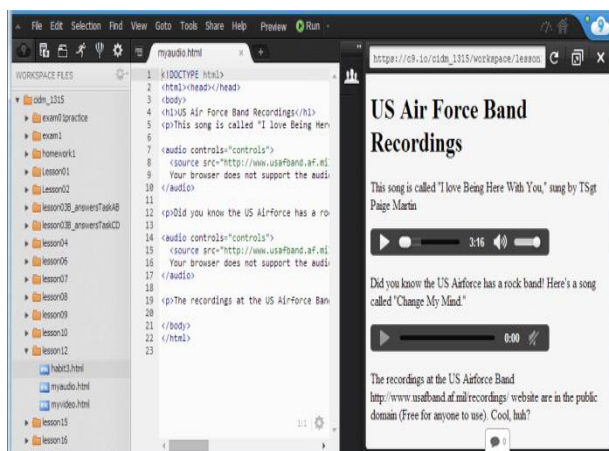 File Edit Selection Find View Goto Tools Share Help Preview Run
myaudio.html
https://c9.io/cidm_1315/workspace/lesson
WORKSPACE FILES
cidm_1315
exam01practice
exam1
homework1
Lesson01
Lesson02
lesson03B_answersTaskAB
lesson03B_answersTaskCD
lesson04
lesson06
lesson07
lesson08
lesson09
lesson10
lesson12
habit3.html
myaudio.html
myvideo.html
lesson15
lesson16
1 <!DOCTYPE html>
2 <html><head></head>
3 <body>
4 <h1>US Air Force Band Recordings</h1>
5 <p>This song is called "I love Being Here
6
7 <audio controls="controls">
8 <source src="http://www.usafband.af.mil
9 Your browser does not support the audi
10 </audio>
11
12 <p>Did you know the US Airforce has a roc
13
14 <audio controls="controls">
15 <source src="http://www.usafband.af.mil
16 Your browser does not support the audi
17 </audio>
18
19 <p>The recordings at the US Airforce Ban
20
21 </body>
22 </html>
23
1:1
US Air Force Band
Recordings
This song is called "I love Being Here With You," sung by TSgt
Paige Martin
3:16
Did you know the US Airforce has a rock band! Here's a song
called "Change My Mind."
0:00
The recordings at the US Airforce Band
http://www.usafband.af.mil/recordings/ website are in the public
domain (Free for anyone to use). Cool, huh?
0